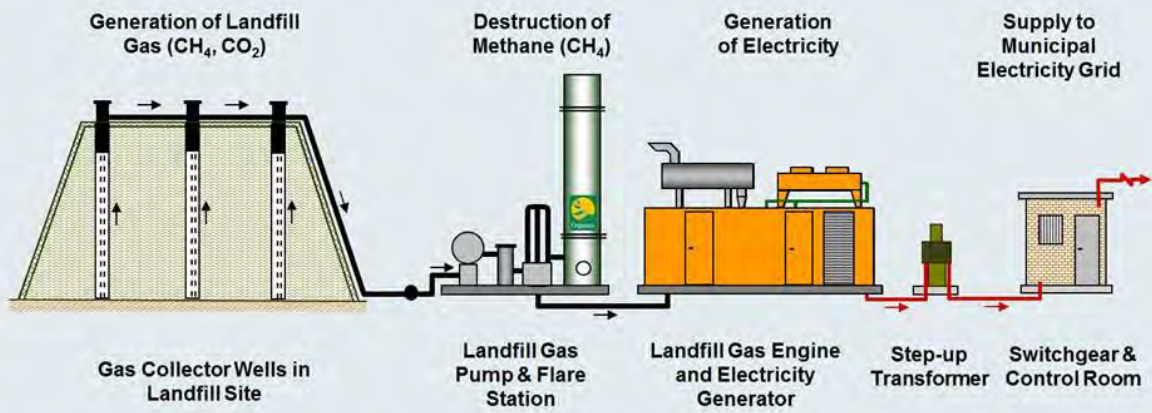 Generation of Landfill
Gas (CH₄, CO₂)
Destruction of
Methane (CH₄)
Generation
of Electricity
Supply to
Municipal
Electricity Grid
Gas Collector Wells in
Landfill Site
Landfill Gas
Pump & Flare
Station
Landfill Gas Engine
and Electricity
Generator
Step-up
Transformer
Switchgear &
Control Room